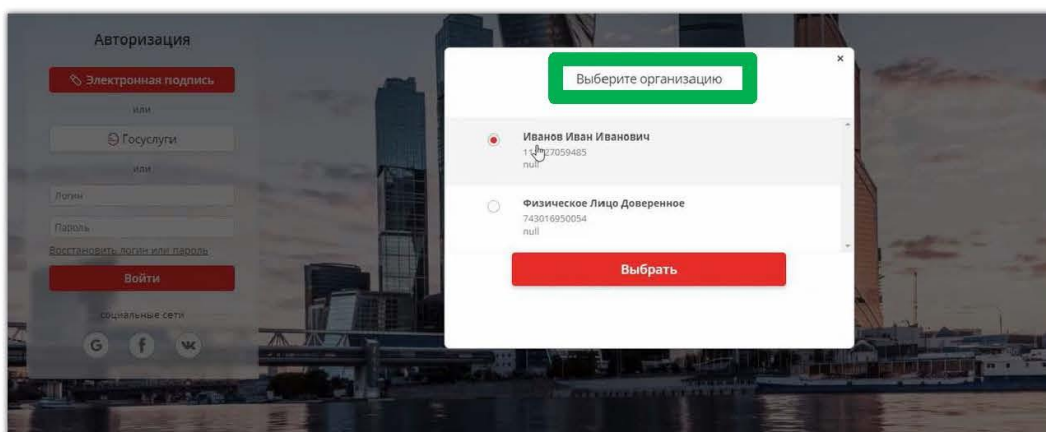 Авторизация
Электронная подпись
или
Госуслуги
или
Логин
Пароль
Восстановить логин или пароль
Войти
социальные сети
G f
Выберите организацию
×
Иванов Иван Иванович
null
Физическое Лицо Доверенное
743016950054
null
Выбрать